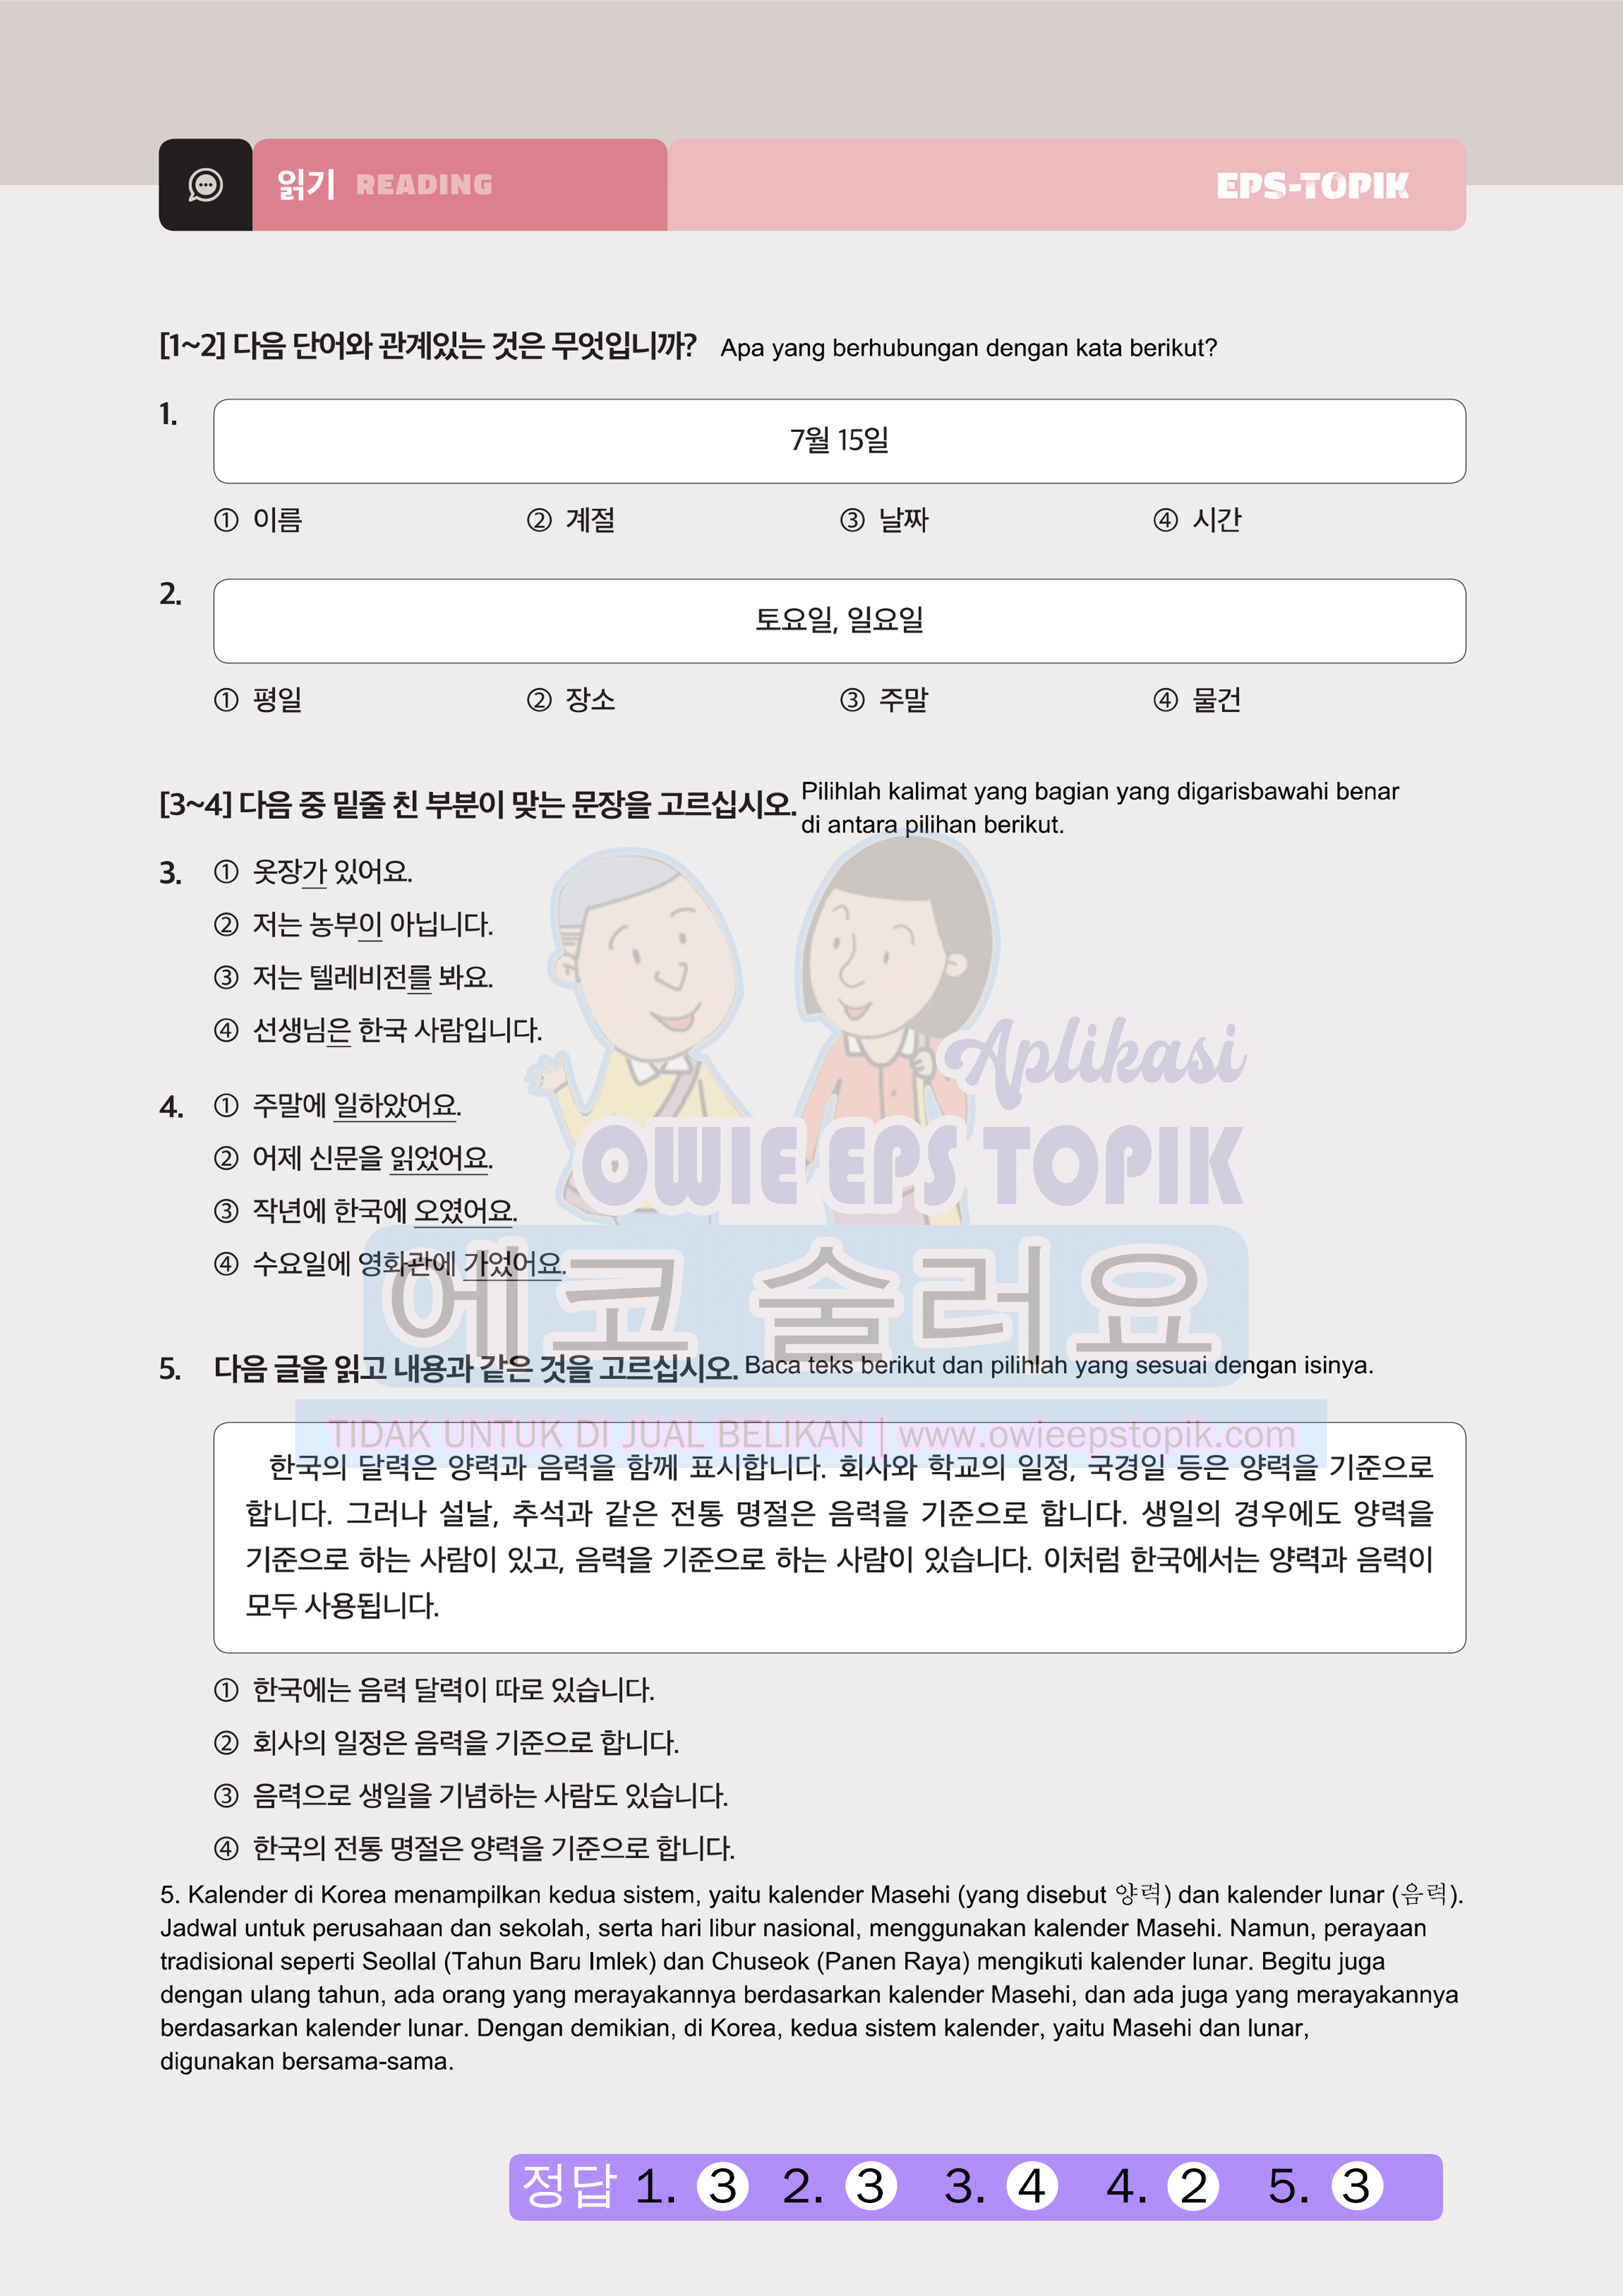 읽기 READING EPS-TOPIK
[1~2] 다음 단어와 관계있는 것은 무엇입니까? Apa yang berhubungan dengan kata berikut?
1. 7월 15일
① 이름 ② 계절 ③ 날짜 ④ 시간
2. 토요일, 일요일
① 평일 ② 장소 ③ 주말 ④ 물건
[3~4] 다음 중 밑줄 친 부분이 맞는 문장을 고르십시오. Pilihlah kalimat yang bagian yang digarisbawahi benar
di antara pilihan berikut.
3. ① 옷장가 있어요.
② 저는 농부이 아닙니다.
③ 저는 텔레비전를 봐요.
④ 선생님은 한국 사람입니다.
Aplikasi
4. ① 주말에 일하았어요.
② 어제 신문을 읽었어요.
OWIE EPS TOPIK
③ 작년에 한국에 오였어요.
④ 수요일에 영화관에 가었어요.
에코 술러요
5. 다음 글을 읽고 내용과 같은 것을 고르십시오. Baca teks berikut dan pilihlah yang sesuai dengan isinya.
TIDAK UNTUK DI JUAL BELIKAN | www.owieepstopik.com
한국의 달력은 양력과 음력을 함께 표시합니다. 회사와 학교의 일정, 국경일 등은 양력을 기준으로
합니다. 그러나 설날, 추석과 같은 전통 명절은 음력을 기준으로 합니다. 생일의 경우에도 양력을
기준으로 하는 사람이 있고, 음력을 기준으로 하는 사람이 있습니다. 이처럼 한국에서는 양력과 음력이
모두 사용됩니다.
① 한국에는 음력 달력이 따로 있습니다.
② 회사의 일정은 음력을 기준으로 합니다.
③ 음력으로 생일을 기념하는 사람도 있습니다.
④ 한국의 전통 명절은 양력을 기준으로 합니다.
5. Kalender di Korea menampilkan kedua sistem, yaitu kalender Masehi (yang disebut 양력) dan kalender lunar (음력).
Jadwal untuk perusahaan dan sekolah, serta hari libur nasional, menggunakan kalender Masehi. Namun, perayaan
tradisional seperti Seollal (Tahun Baru Imlek) dan Chuseok (Panen Raya) mengikuti kalender lunar. Begitu juga
dengan ulang tahun, ada orang yang merayakannya berdasarkan kalender Masehi, dan ada juga yang merayakannya
berdasarkan kalender lunar. Dengan demikian, di Korea, kedua sistem kalender, yaitu Masehi dan lunar,
digunakan bersama-sama.
정답 1. 3 2. 3 3. 4 4. 2 5. 3